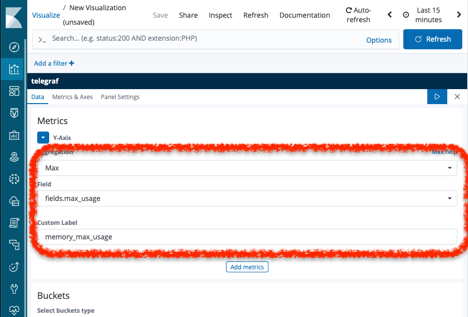 Visualize / New Visualization (unsaved)
Save Share Inspect Refresh Documentation Auto-refresh Last 15 minutes
>_ Search... (e.g. status:200 AND extension:PHP) Options Refresh
Add a filter +
telegraf
Data Metrics & Axes Panel Settings
Metrics
Y-Axis
Aggregation Max help
Max
Field
fields.max_usage
Custom Label
memory_max_usage
Add metrics
Buckets
Select buckets type